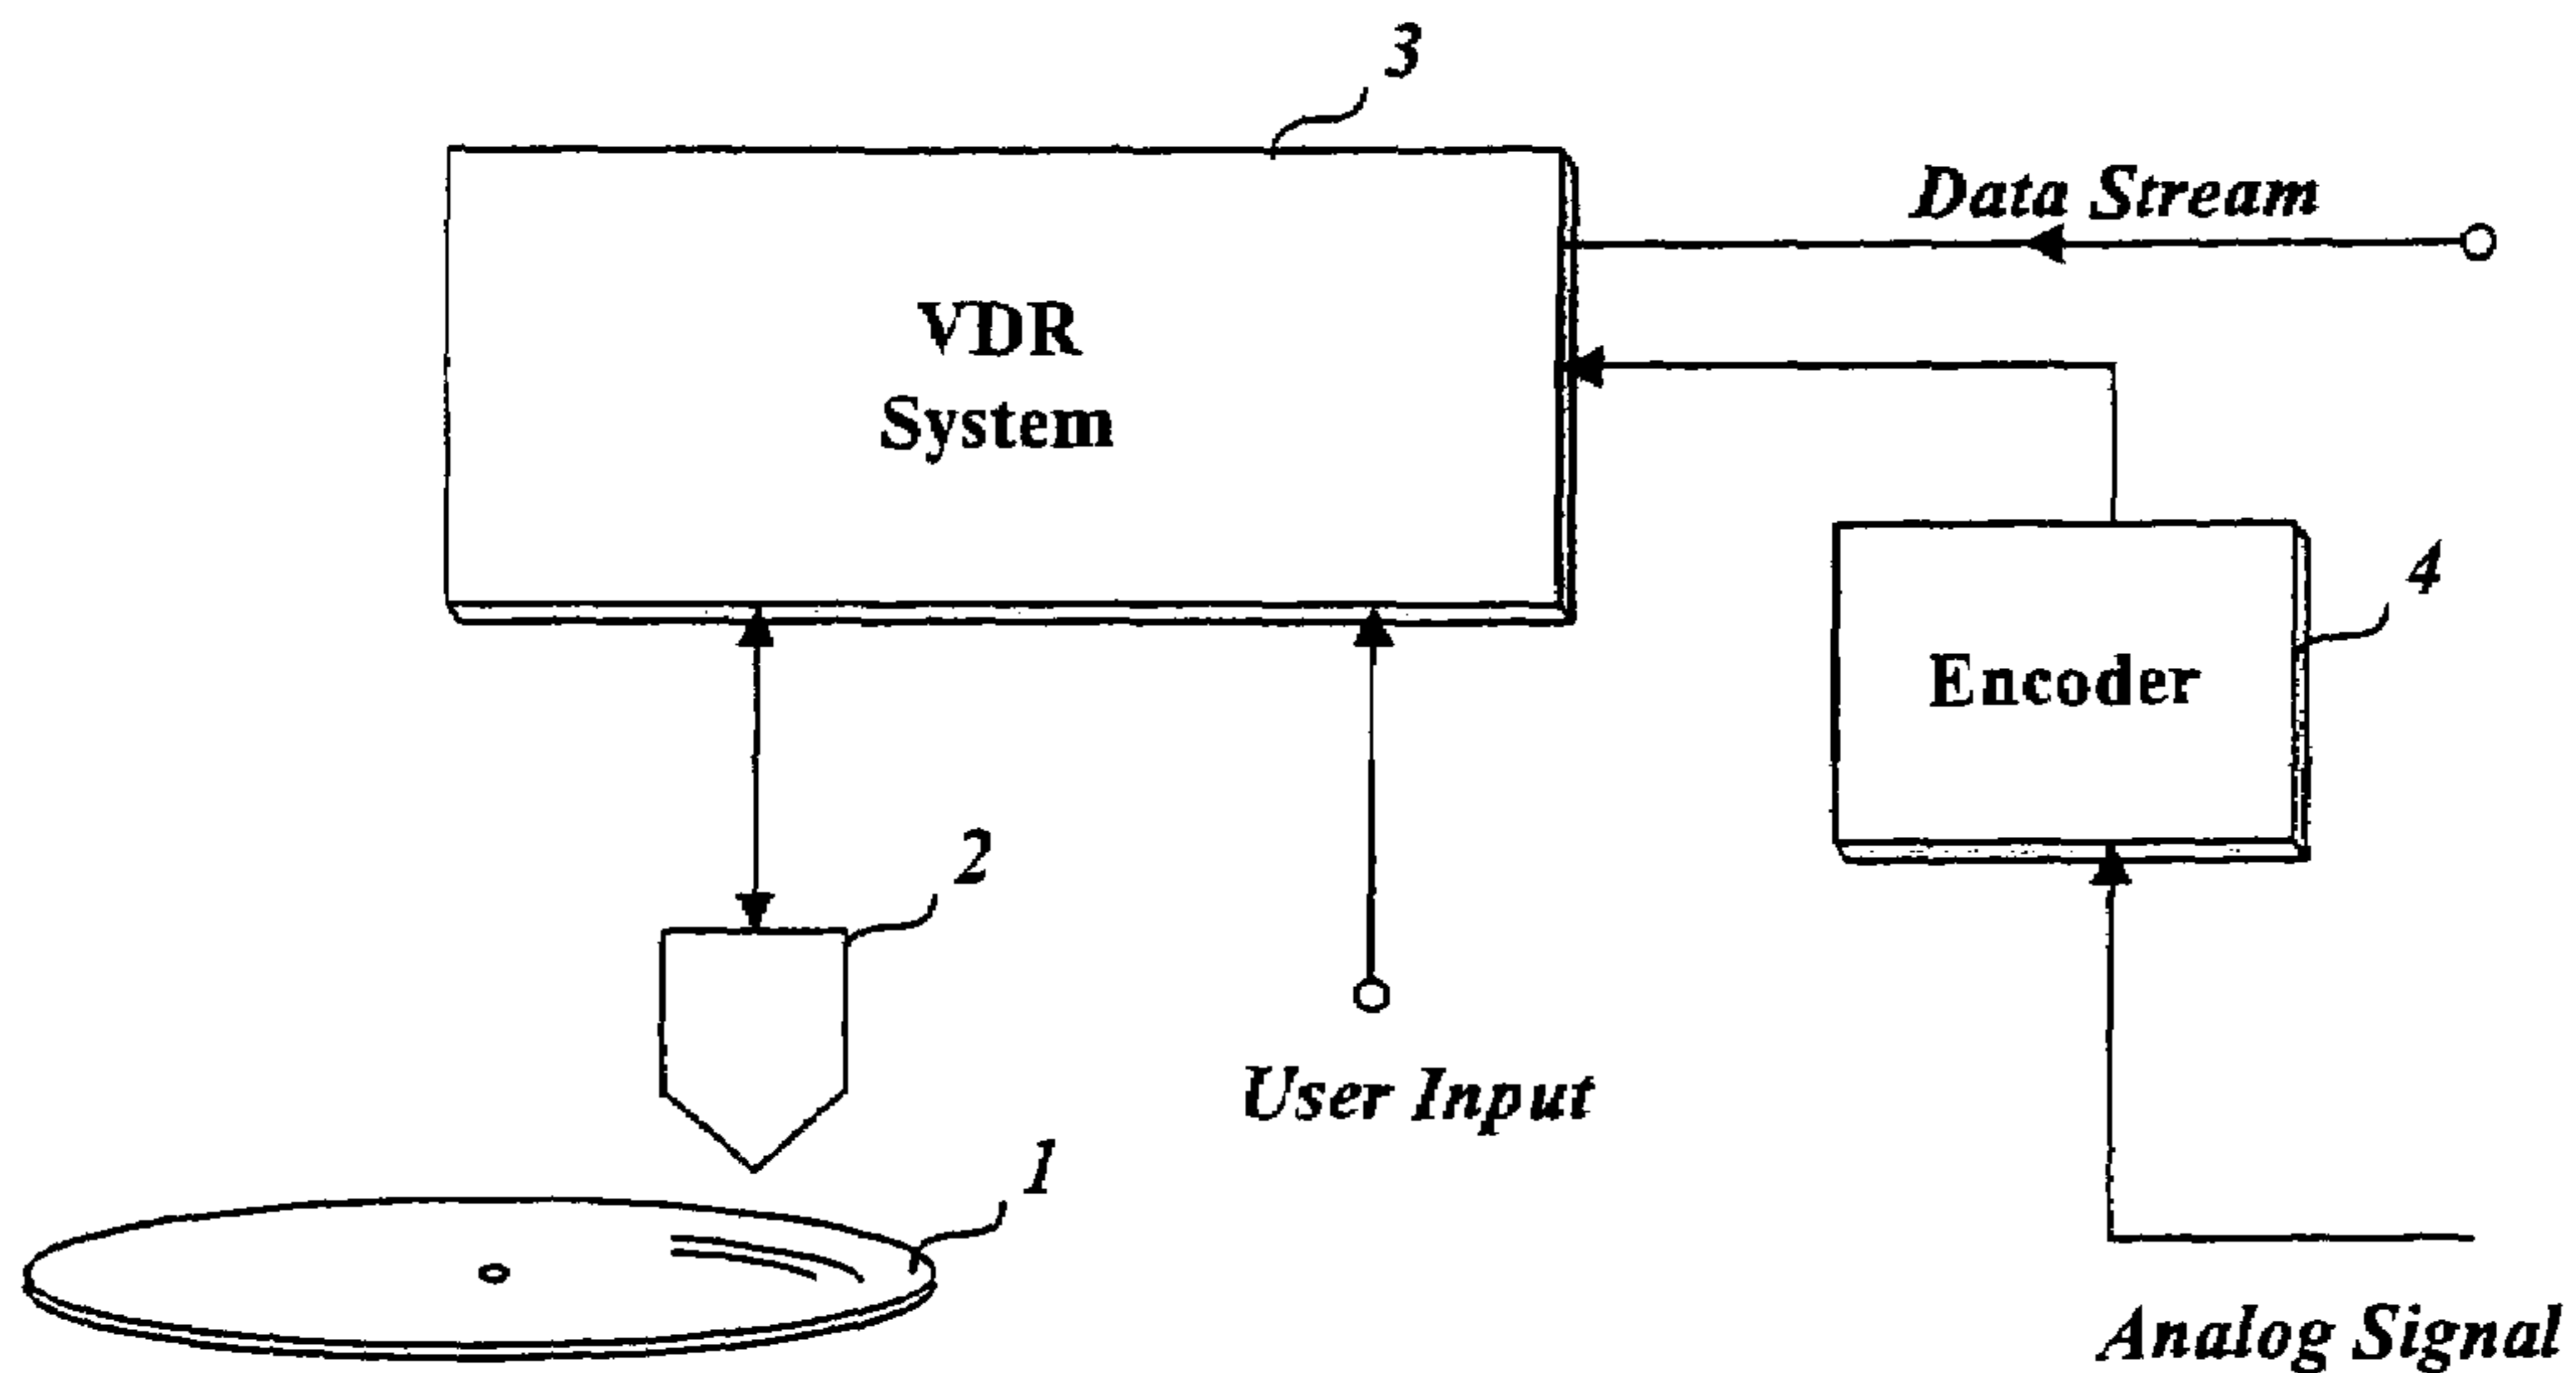 3
Data Stream
VDR
System
4
Encoder
2
User Input
1
Analog Signal